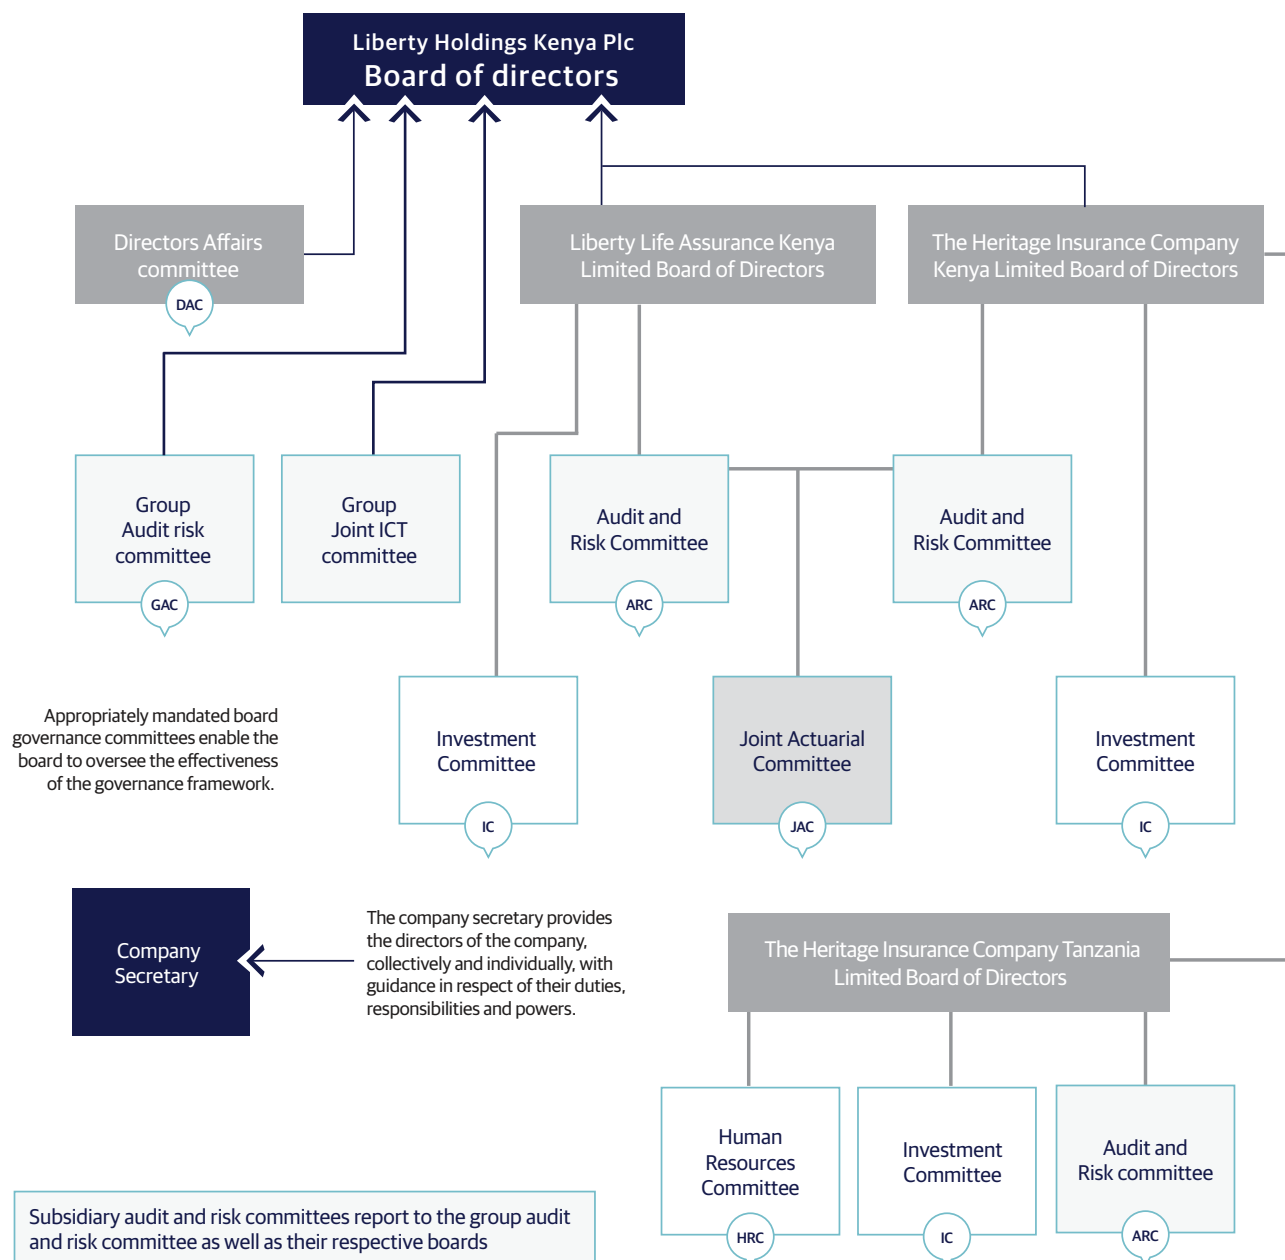 Liberty Holdings Kenya Plc
Board of directors
Directors Affairs
committee
DAC
Liberty Life Assurance Kenya
Limited Board of Directors
The Heritage Insurance Company
Kenya Limited Board of Directors
Group
Audit risk
committee
GAC
Group
Joint ICT
committee
Audit and
Risk Committee
ARC
Audit and
Risk Committee
ARC
Appropriately mandated board
governance committees enable the
board to oversee the effectiveness
of the governance framework.
Investment
Committee
IC
Joint Actuarial
Committee
JAC
Investment
Committee
IC
Company
Secretary
The company secretary provides
the directors of the company,
collectively and individually, with
guidance in respect of their duties,
responsibilities and powers.
The Heritage Insurance Company Tanzania
Limited Board of Directors
Human
Resources
Committee
HRC
Investment
Committee
IC
Audit and
Risk committee
ARC
Subsidiary audit and risk committees report to the group audit
and risk committee as well as their respective boards